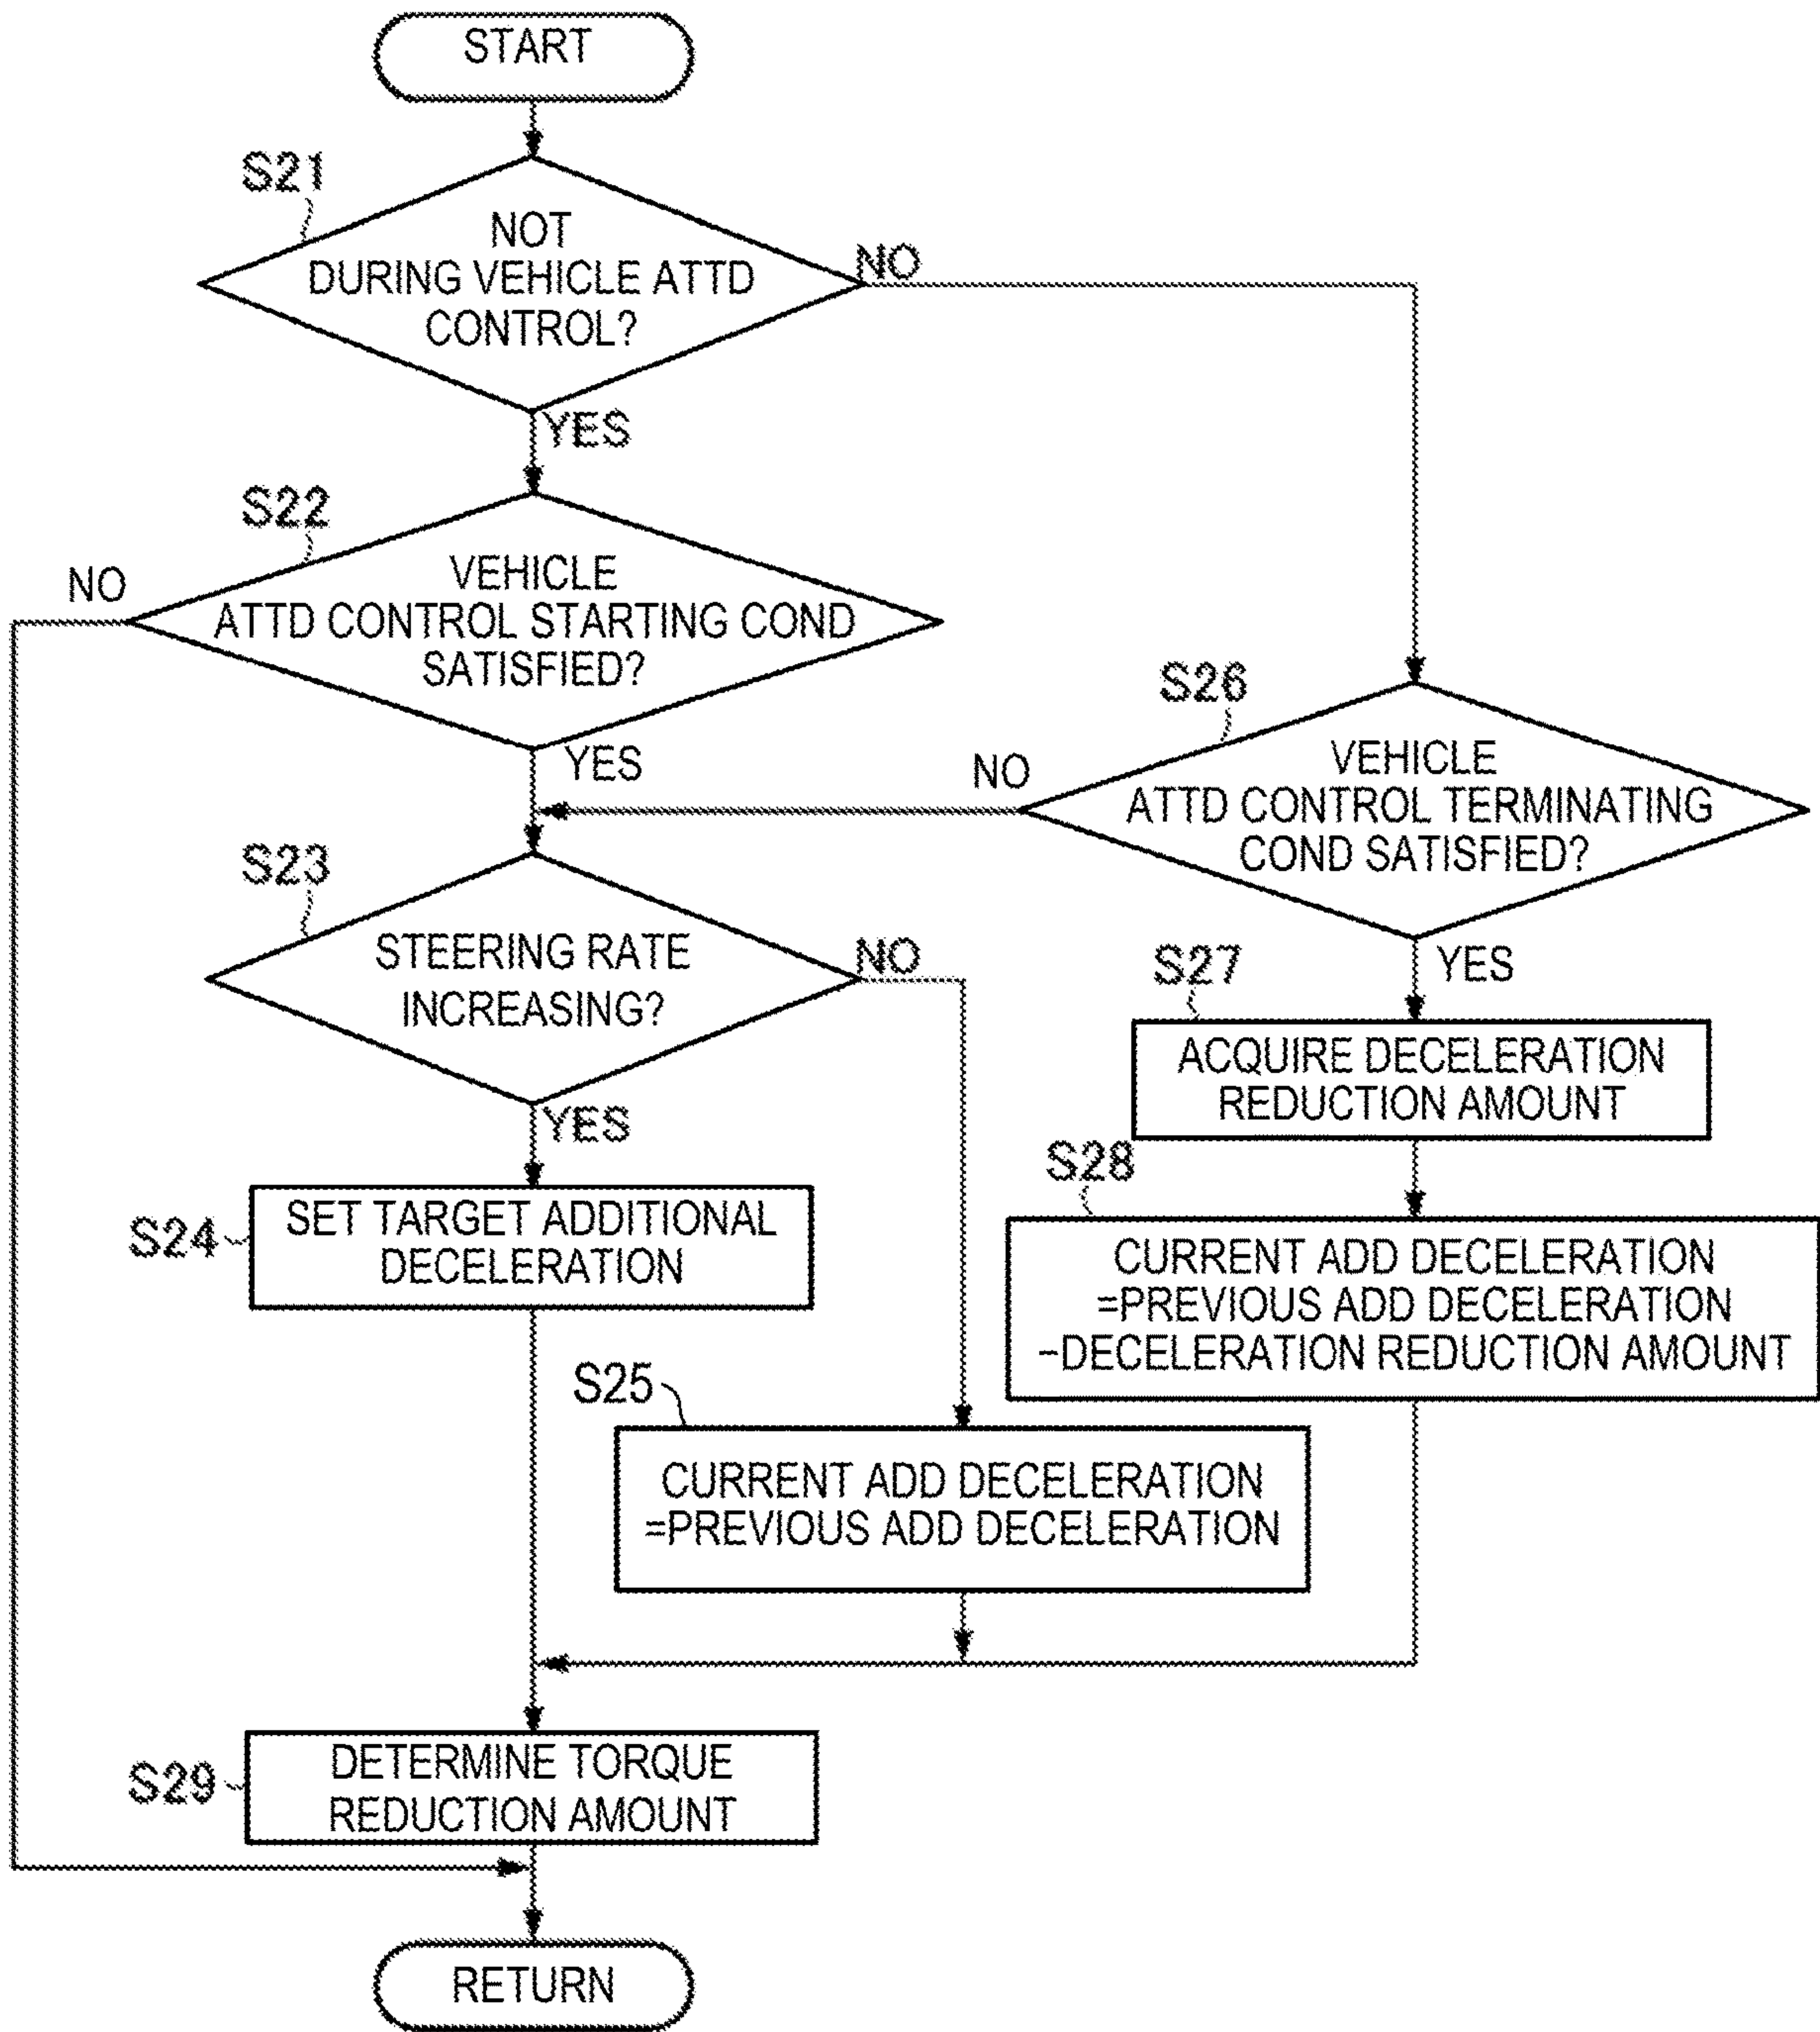 START
S21
NOT
DURING VEHICLE ATTD
CONTROL?
NO
YES
S22
VEHICLE
ATTD CONTROL STARTING COND
SATISFIED?
NO
YES
S26
VEHICLE
ATTD CONTROL TERMINATING
COND SATISFIED?
NO
YES
S23
STEERING RATE
INCREASING?
NO
YES
S27
ACQUIRE DECELERATION
REDUCTION AMOUNT
S24
SET TARGET ADDITIONAL
DECELERATION
S28
CURRENT ADD DECELERATION
=PREVIOUS ADD DECELERATION
-DECELERATION REDUCTION AMOUNT
S25
CURRENT ADD DECELERATION
=PREVIOUS ADD DECELERATION
S29
DETERMINE TORQUE
REDUCTION AMOUNT
RETURN